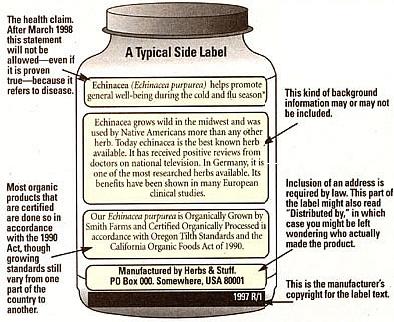 The health claim.
After March 1998
this statement
will not be
allowed—even if
it is proven
true—because it
refers to disease.
A Typical Side Label
Echinacea (Echinacea purpurea) helps promote
general well-being during the cold and flu season*
This kind of background
information may or may not
be included.
Echinacea grows wild in the midwest and was
used by Native Americans more than any other
herb. Today echinacea is the best known herb
available. It has received positive reviews from
doctors on national television. In Germany, it is
one of the most researched herbs available. Its
benefits have been shown in many European
clinical studies.
Most organic
products that
are certified
are done so in
accordance with
the 1990
Act, though
growing
standards still
vary from one
part of the
country to
another.
Our Echinacea purpurea is Organically Grown by
Smith Farms and Certified Organically Processed in
accordance with Oregon Tilth Standards and the
California Organic Foods Act of 1990.
Inclusion of an address is
required by law. This part of
the label might also read
"Distributed by," in which
case you might be left
wondering who actually
made the product.
Manufactured by Herbs & Stuff.
PO Box 000. Somewhere, USA 80001
1997 R/1
This is the manufacturer's
copyright for the label text.